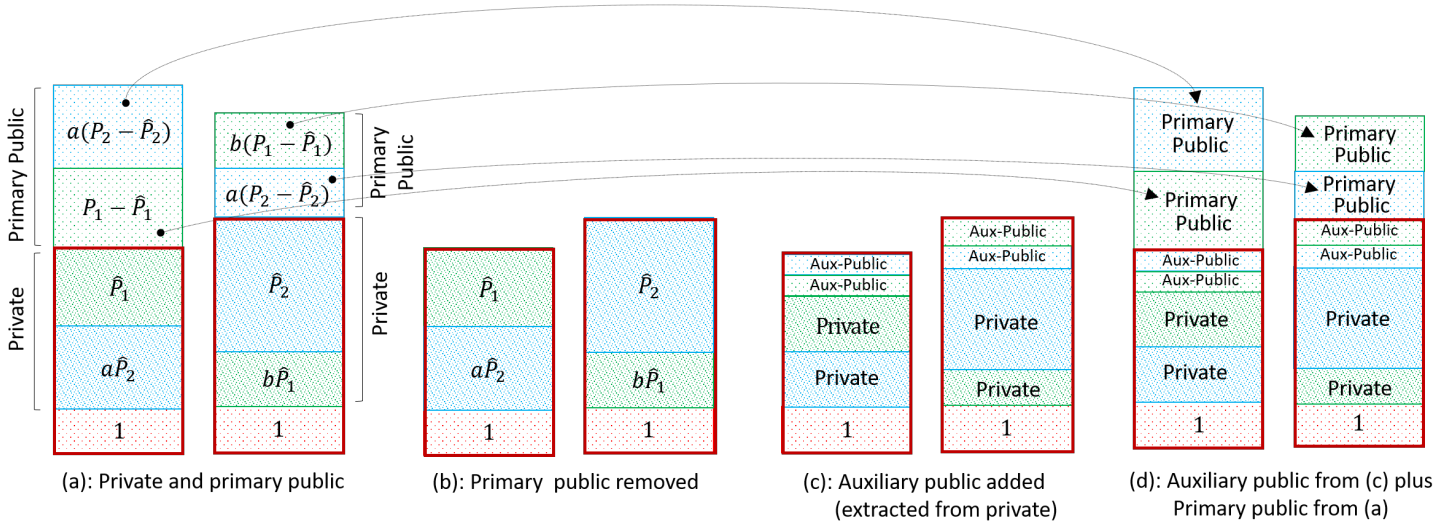 Primary Public
Private
a(P₂ − P̂₂)
P₁ − P̂₁
P̂₁
aP̂₂
1
b(P₁ − P̂₁)
a(P₂ − P̂₂)
P̂₂
bP̂₁
1
Primary
Public
Private
(a): Private and primary public
P̂₁
aP̂₂
1
P̂₂
bP̂₁
1
(b): Primary public removed
Aux-Public
Aux-Public
Private
Private
1
Aux-Public
Aux-Public
Private
Private
1
(c): Auxiliary public added
(extracted from private)
Primary
Public
Primary
Public
Aux-Public
Aux-Public
Private
Private
1
Primary
Public
Primary
Public
Aux-Public
Aux-Public
Private
Private
1
(d): Auxiliary public from (c) plus
Primary public from (a)